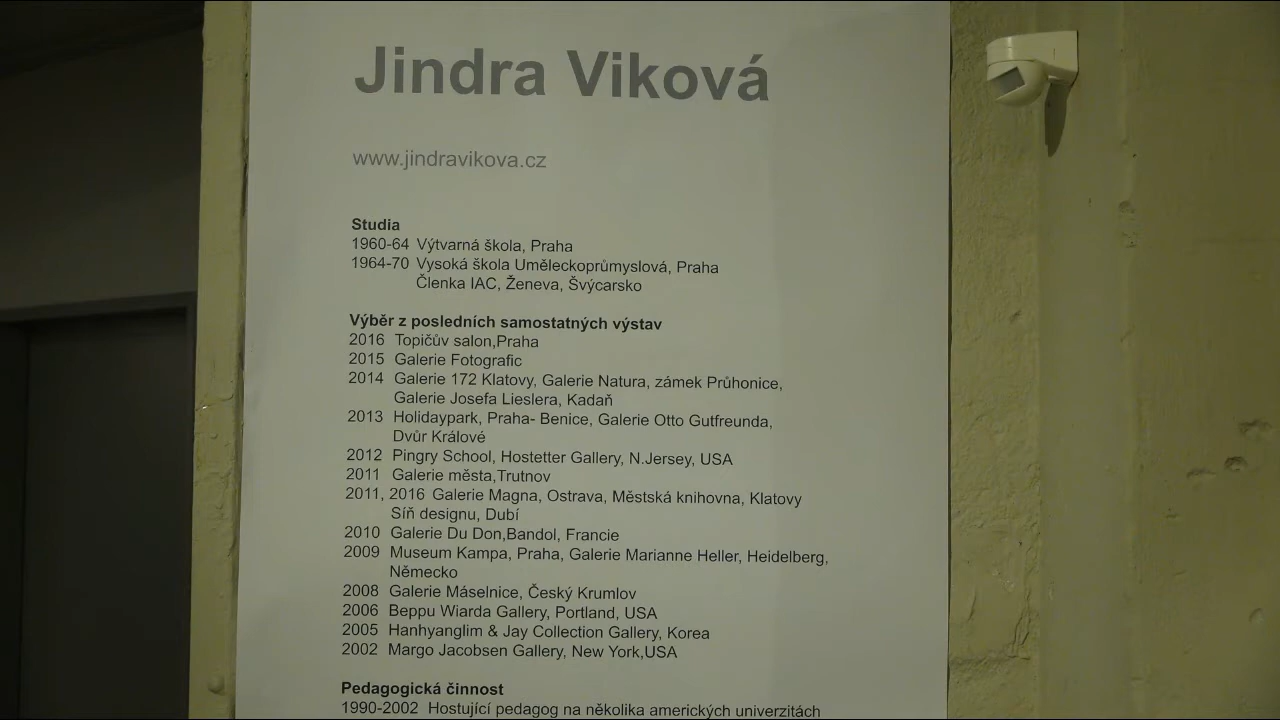 Jindra Viková
www.jindravikova.cz
Studia
1960-64 Výtvarná škola, Praha
1964-70 Vysoká škola Uměleckoprůmyslová, Praha
Členka IAC, Ženeva, Švýcarsko
Výběr z posledních samostatných výstav
2016 Topičův salon,Praha
2015 Galerie Fotografic
2014 Galerie 172 Klatovy, Galerie Natura, zámek Průhonice,
Galerie Josefa Lieslera, Kadaň
2013 Holidaypark, Praha- Benice, Galerie Otto Gutfreunda,
Dvůr Králové
2012 Pingry School, Hostetter Gallery, N.Jersey, USA
2011 Galerie města,Trutnov
2011, 2016 Galerie Magna, Ostrava, Městská knihovna, Klatovy
Síň designu, Dubí
2010 Galerie Du Don,Bandol, Francie
2009 Museum Kampa, Praha, Galerie Marianne Heller, Heidelberg,
Německo
2008 Galerie Máselnice, Český Krumlov
2006 Beppu Wiarda Gallery, Portland, USA
2005 Hanhyanglim & Jay Collection Gallery, Korea
2002 Margo Jacobsen Gallery, New York,USA
Pedagogická činnost
1990-2002 Hostující pedagog na několika amerických univerzitách